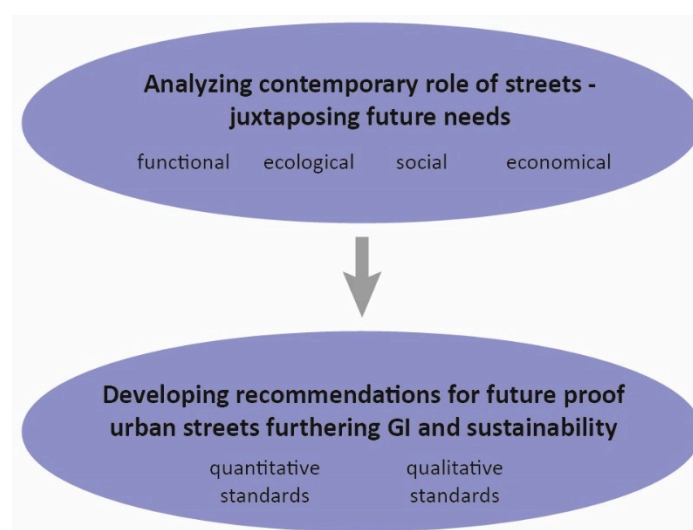 Analyzing contemporary role of streets -
juxtaposing future needs
functional ecological social economical
Developing recommendations for future proof
urban streets furthering GI and sustainability
quantitative qualitative
standards standards